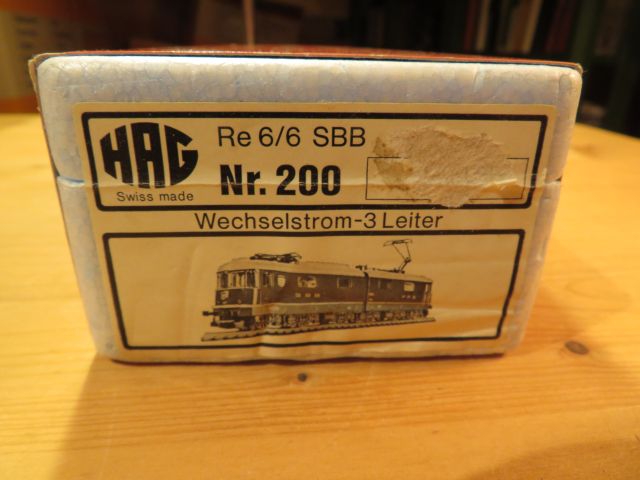 HAG
Swiss made
Re 6/6 SBB
Nr. 200
Wechselstrom-3 Leiter